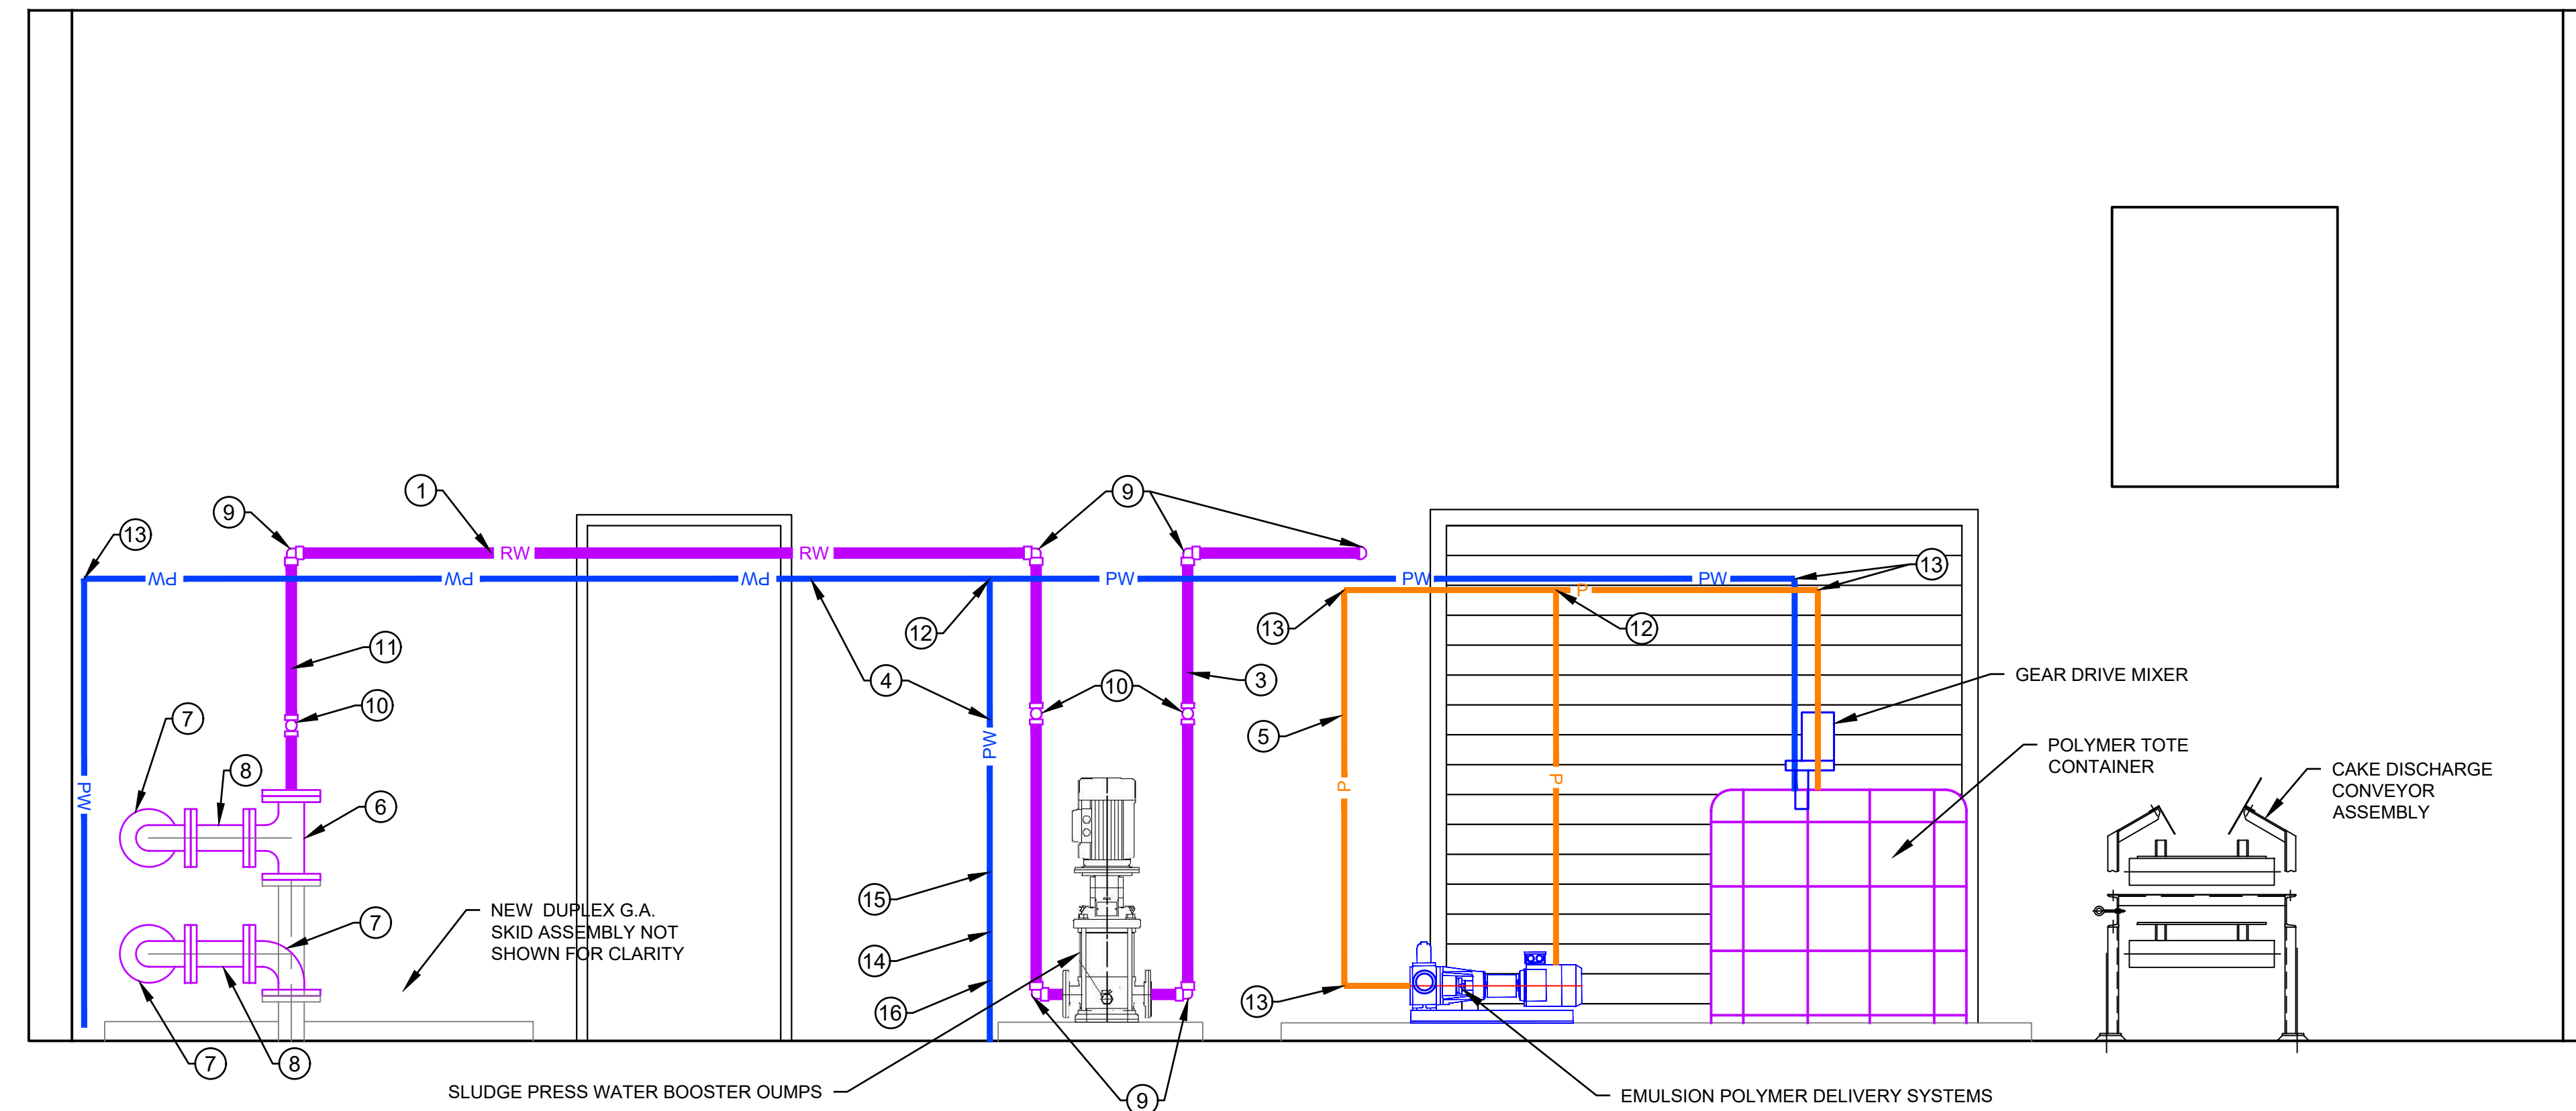 1
9
9
13
RW
RW
PW
PW
PW
PW
PW
PW
13
P
12
13
12
11
4
3
10
10
GEAR DRIVE MIXER
7
5
PW
POLYMER TOTE
CONTAINER
8
CAKE DISCHARGE
CONVEYOR
ASSEMBLY
PW
P
P
6
15
NEW DUPLEX G.A.
SKID ASSEMBLY NOT
SHOWN FOR CLARITY
7
14
13
16
7
8
SLUDGE PRESS WATER BOOSTER OUMPS
9
EMULSION POLYMER DELIVERY SYSTEMS